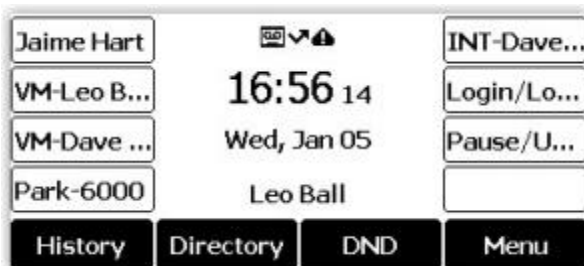 Jaime Hart
INT-Dave...
VM-Leo B...
16:56 14
Login/Lo...
VM-Dave ...
Wed, Jan 05
Pause/U...
Park-6000
Leo Ball
History
Directory
DND
Menu